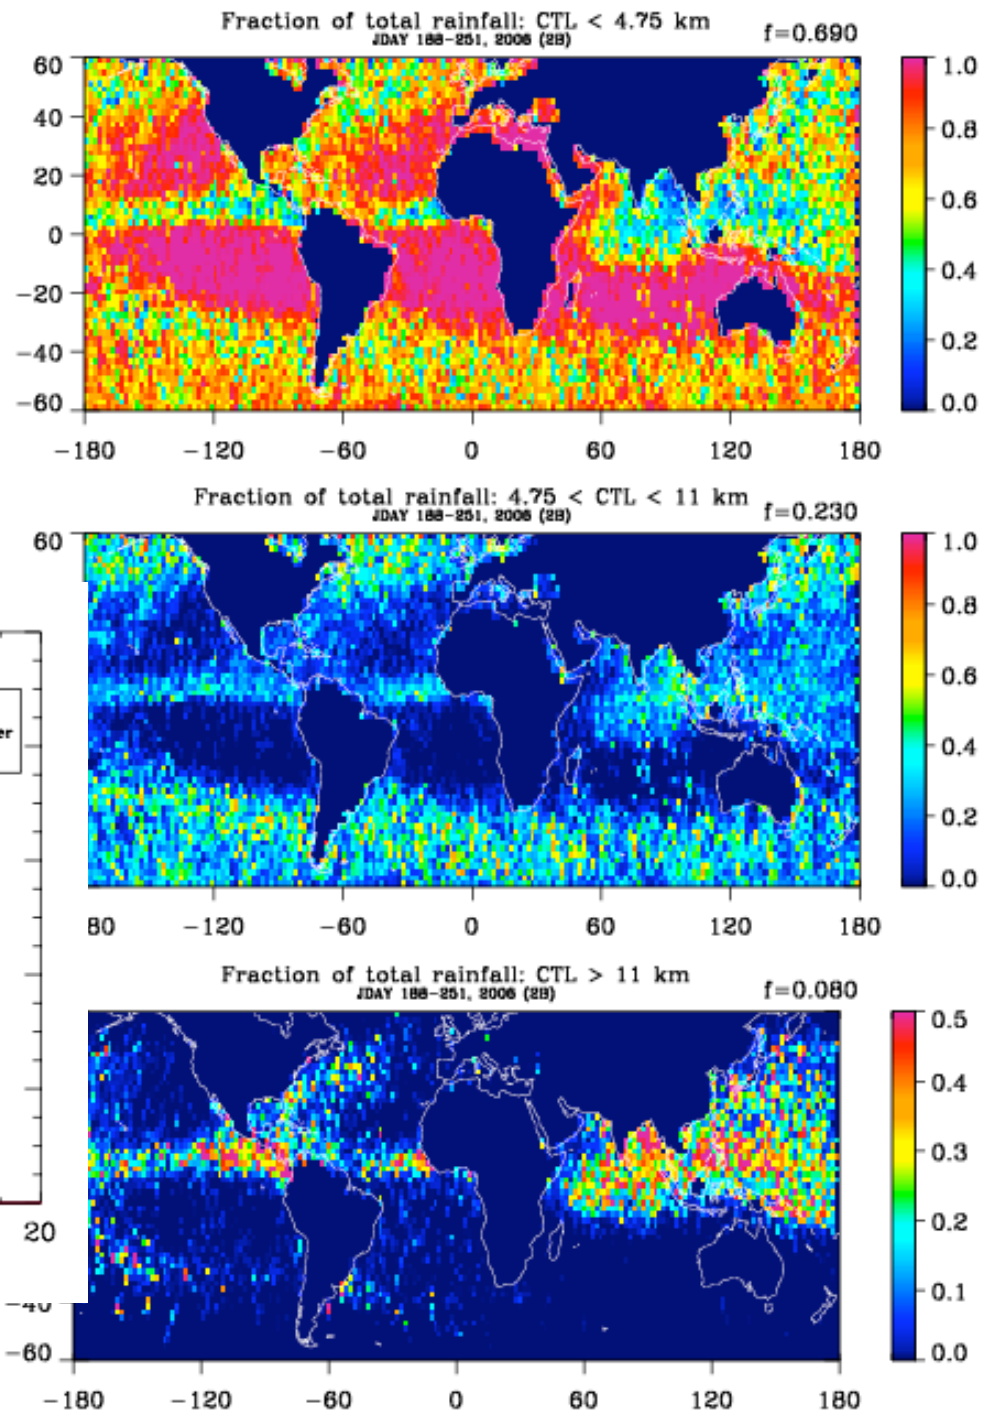 Fraction of total rainfall: CTL < 4.75 km
JDAY 188-251, 2006 (2B)
f=0.690
60
40
20
0
-20
-40
-60
-180 -120 -60 0 60 120 180
1.0
0.8
0.6
0.4
0.2
0.0
Fraction of total rainfall: 4.75 < CTL < 11 km
JDAY 188-251, 2006 (2B)
f=0.230
60
80 -120 -60 0 60 120 180
1.0
0.8
0.6
0.4
0.2
0.0
er
20
Fraction of total rainfall: CTL > 11 km
JDAY 188-251, 2006 (2B)
f=0.080
-40
-60
-180 -120 -60 0 60 120 180
0.5
0.4
0.3
0.2
0.1
0.0